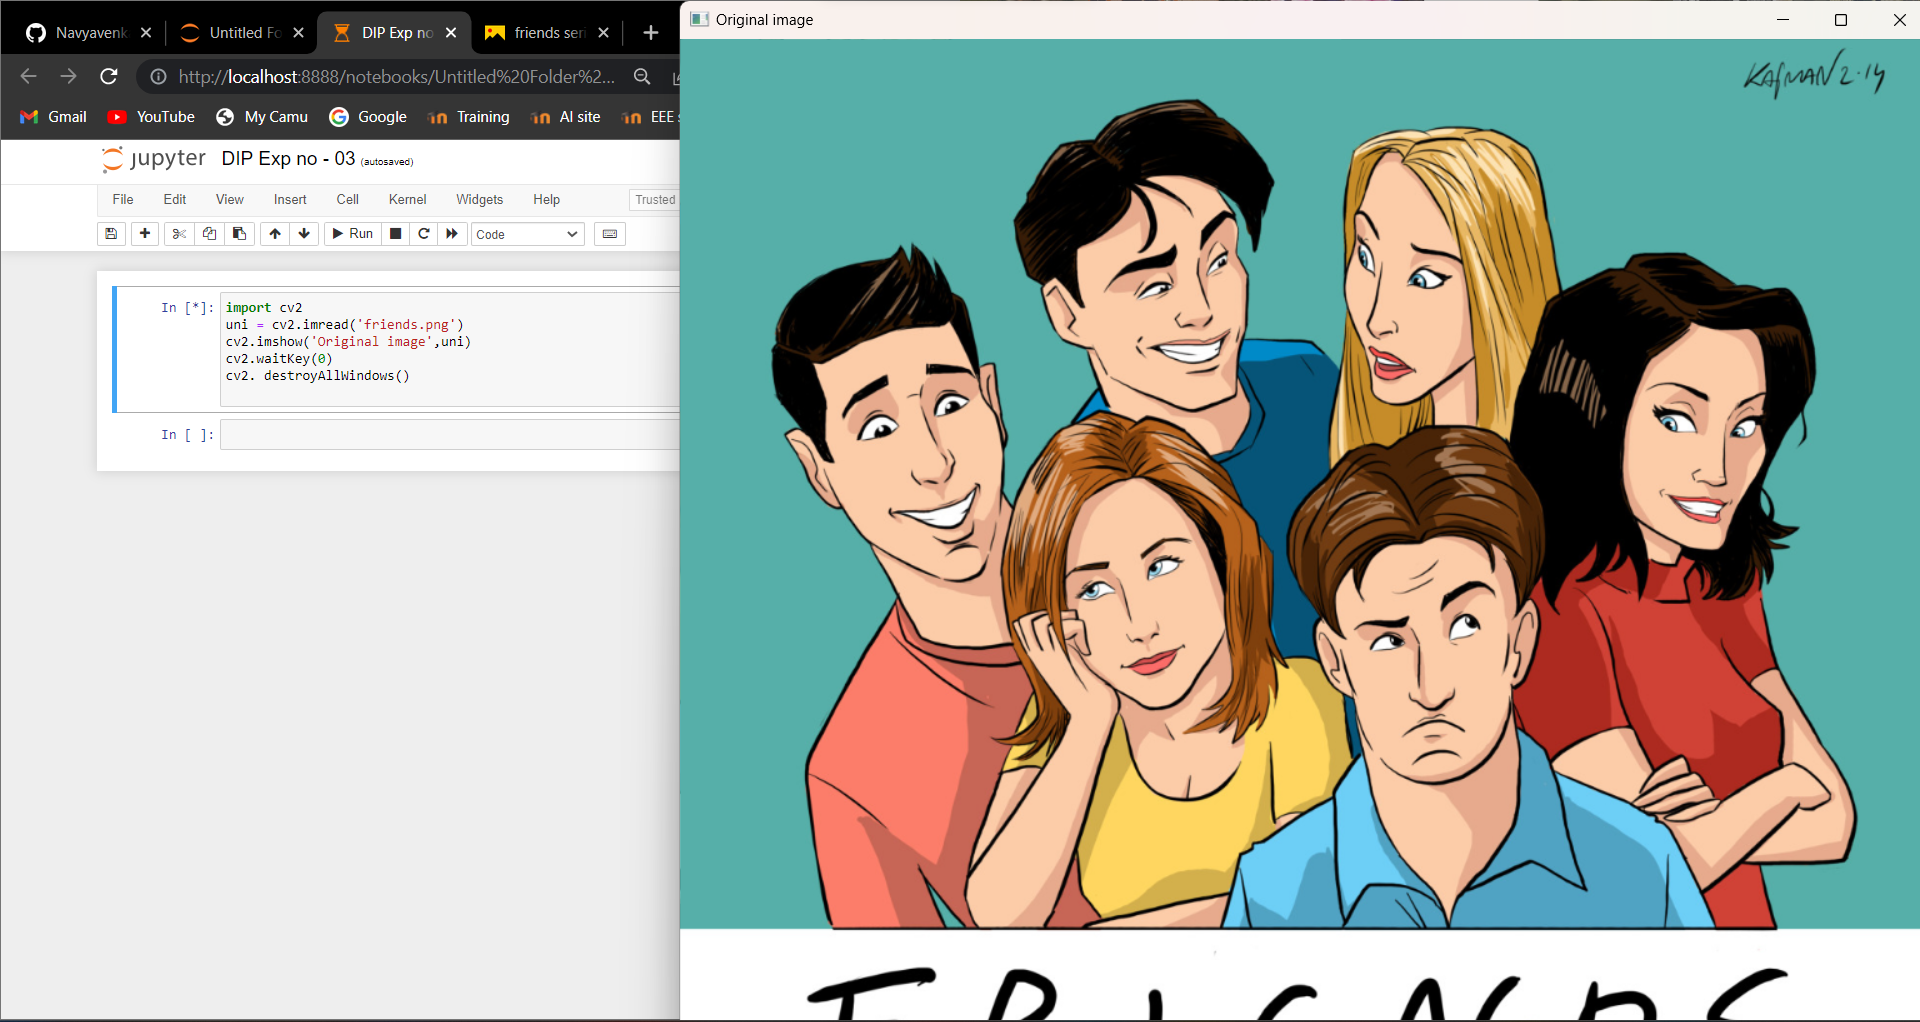 Navyavenk
Untitled Fo
DIP Exp no
friends seri
Original image
http://localhost:8888/notebooks/Untitled%20Folder%2...
Gmail YouTube My Camu Google Training AI site EEE s
jupyter DIP Exp no - 03 (autosaved)
File Edit View Insert Cell Kernel Widgets Help Trusted
Run Code
In [*]: import cv2
uni = cv2.imread('friends.png')
cv2.imshow('Original image',uni)
cv2.waitKey(0)
cv2. destroyAllWindows()
In [ ]:
KAFMAN 2·14
FRIENDS